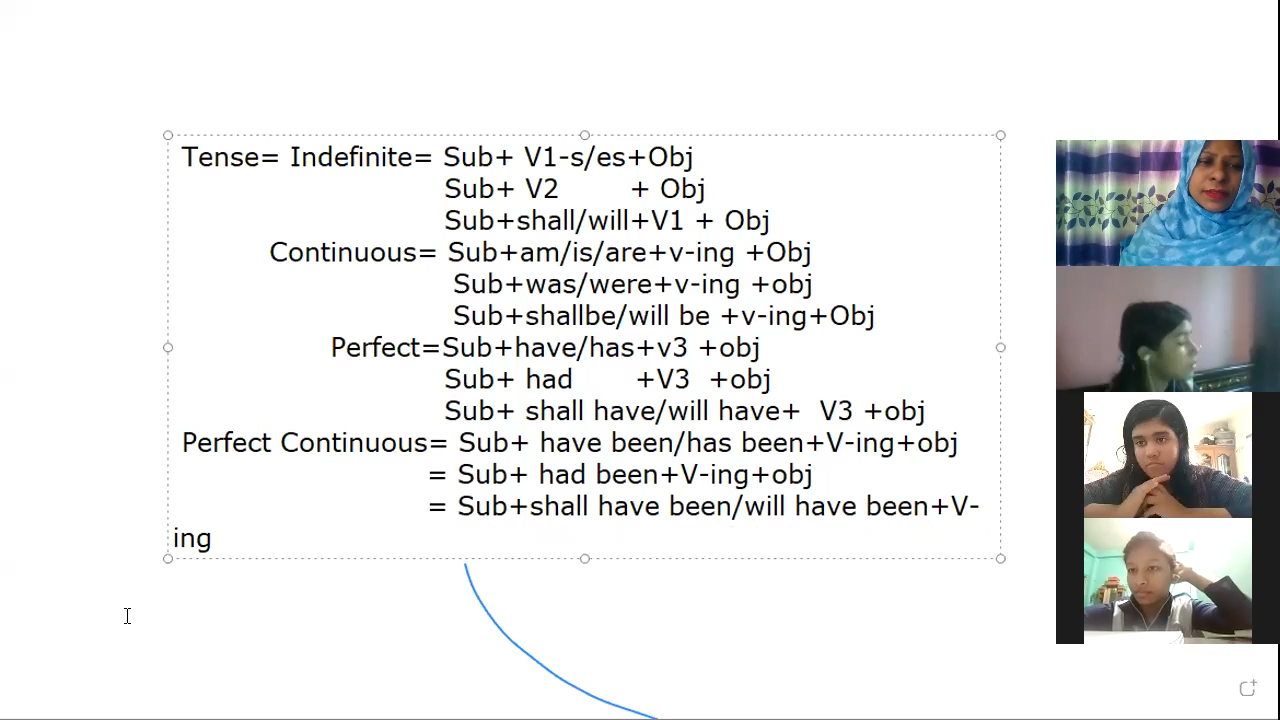 Tense= Indefinite= Sub+ V1-s/es+Obj
Sub+ V2 + Obj
Sub+shall/will+V1 + Obj
Continuous= Sub+am/is/are+v-ing +Obj
Sub+was/were+v-ing +obj
Sub+shallbe/will be +v-ing+Obj
Perfect=Sub+have/has+v3 +obj
Sub+ had +V3 +obj
Sub+ shall have/will have+ V3 +obj
Perfect Continuous= Sub+ have been/has been+V-ing+obj
= Sub+ had been+V-ing+obj
= Sub+shall have been/will have been+V-
ing